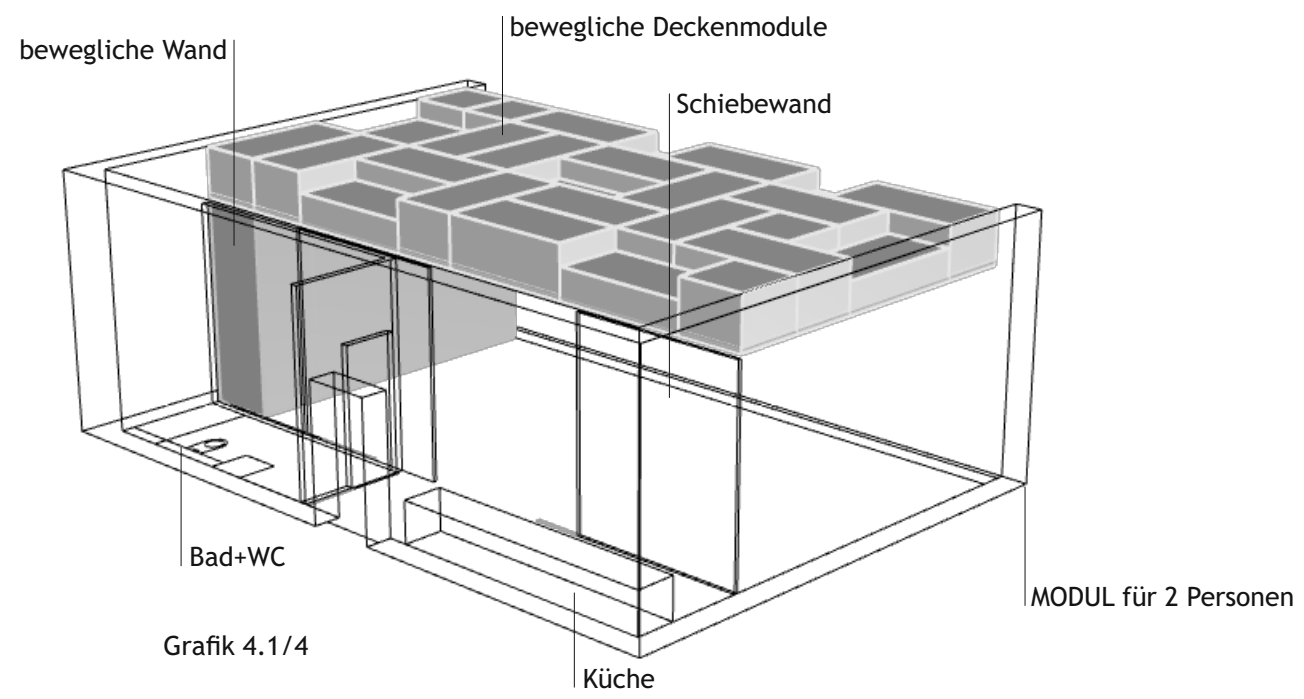 bewegliche Deckenmodule
bewegliche Wand
Schiebewand
Bad+WC
MODUL für 2 Personen
Grafik 4.1/4
Küche